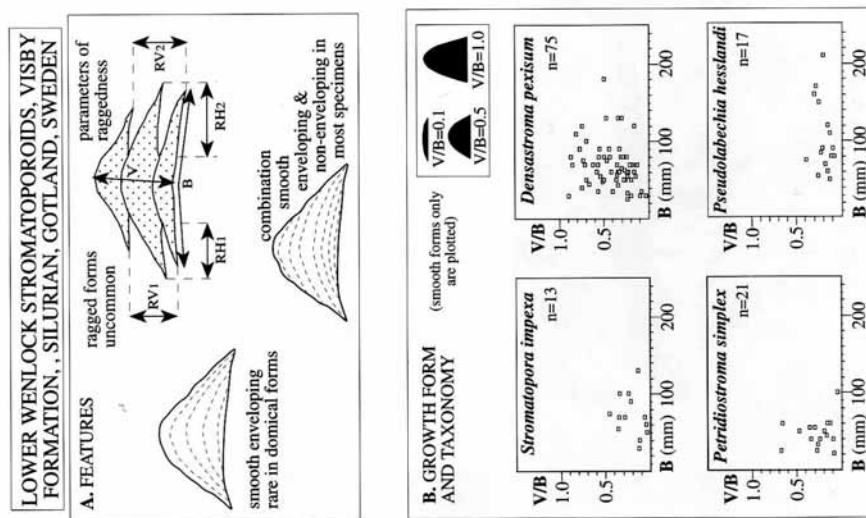 LOWER WENLOCK STROMATOPOROIDS, VISBY
FORMATION, , SILURIAN, GOTLAND, SWEDEN
A. FEATURES
ragged forms
uncommon
parameters of
raggedness
V
B
RV1
RV2
RH1
RH2
smooth enveloping
rare in domical forms
combination
smooth
enveloping &
non-enveloping in
most specimens
B. GROWTH FORM
AND TAXONOMY
(smooth forms only
are plotted)
V/B=0.1
V/B=0.5
V/B=1.0
Stromatopora impexa
V/B
n=13
1.0
0.5
B (mm)
100
200
Densastroma pexisum
V/B
n=75
1.0
0.5
B (mm)
100
200
Petridiostroma simplex
V/B
n=21
1.0
0.5
B (mm)
100
200
Pseudolabechia hesslandi
V/B
n=17
1.0
0.5
B (mm)
100
200